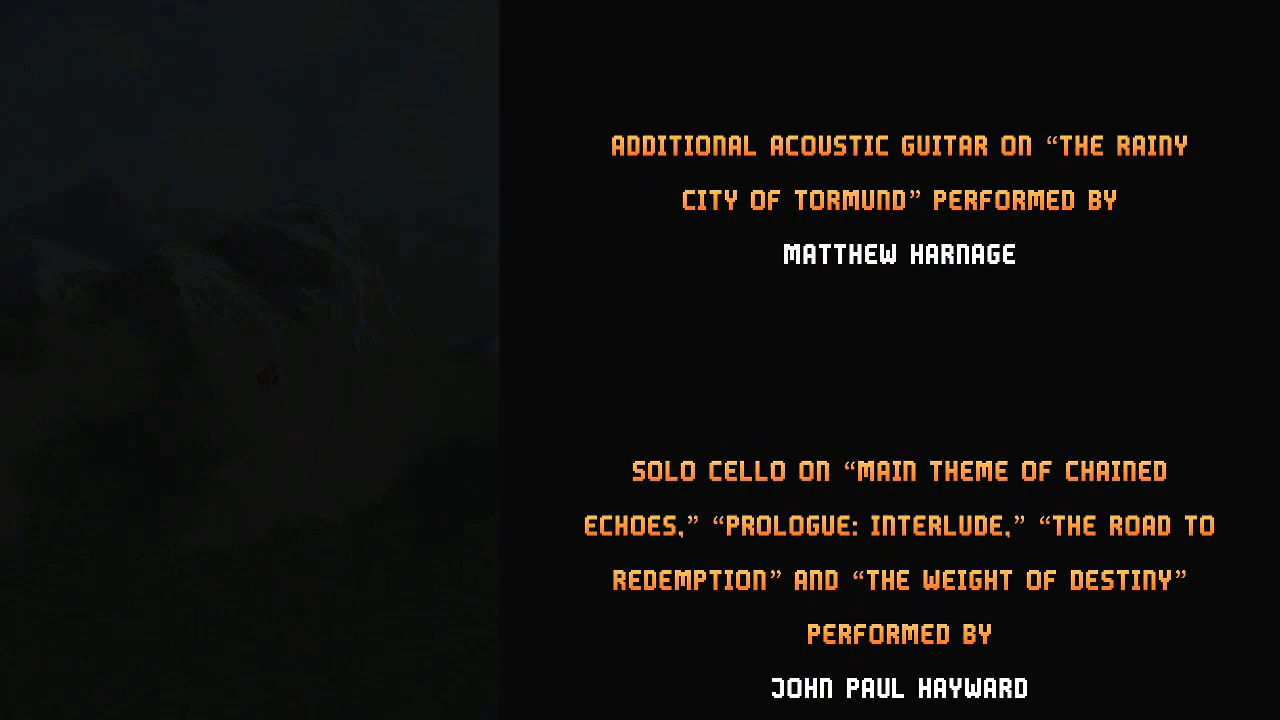 ADDITIONAL ACOUSTIC GUITAR ON “THE RAINY
CITY OF TORMUND” PERFORMED BY
MATTHEW HARNAGE
SOLO CELLO ON “MAIN THEME OF CHAINED
ECHOES,” “PROLOGUE: INTERLUDE,” “THE ROAD TO
REDEMPTION” AND “THE WEIGHT OF DESTINY”
PERFORMED BY
JOHN PAUL HAYWARD